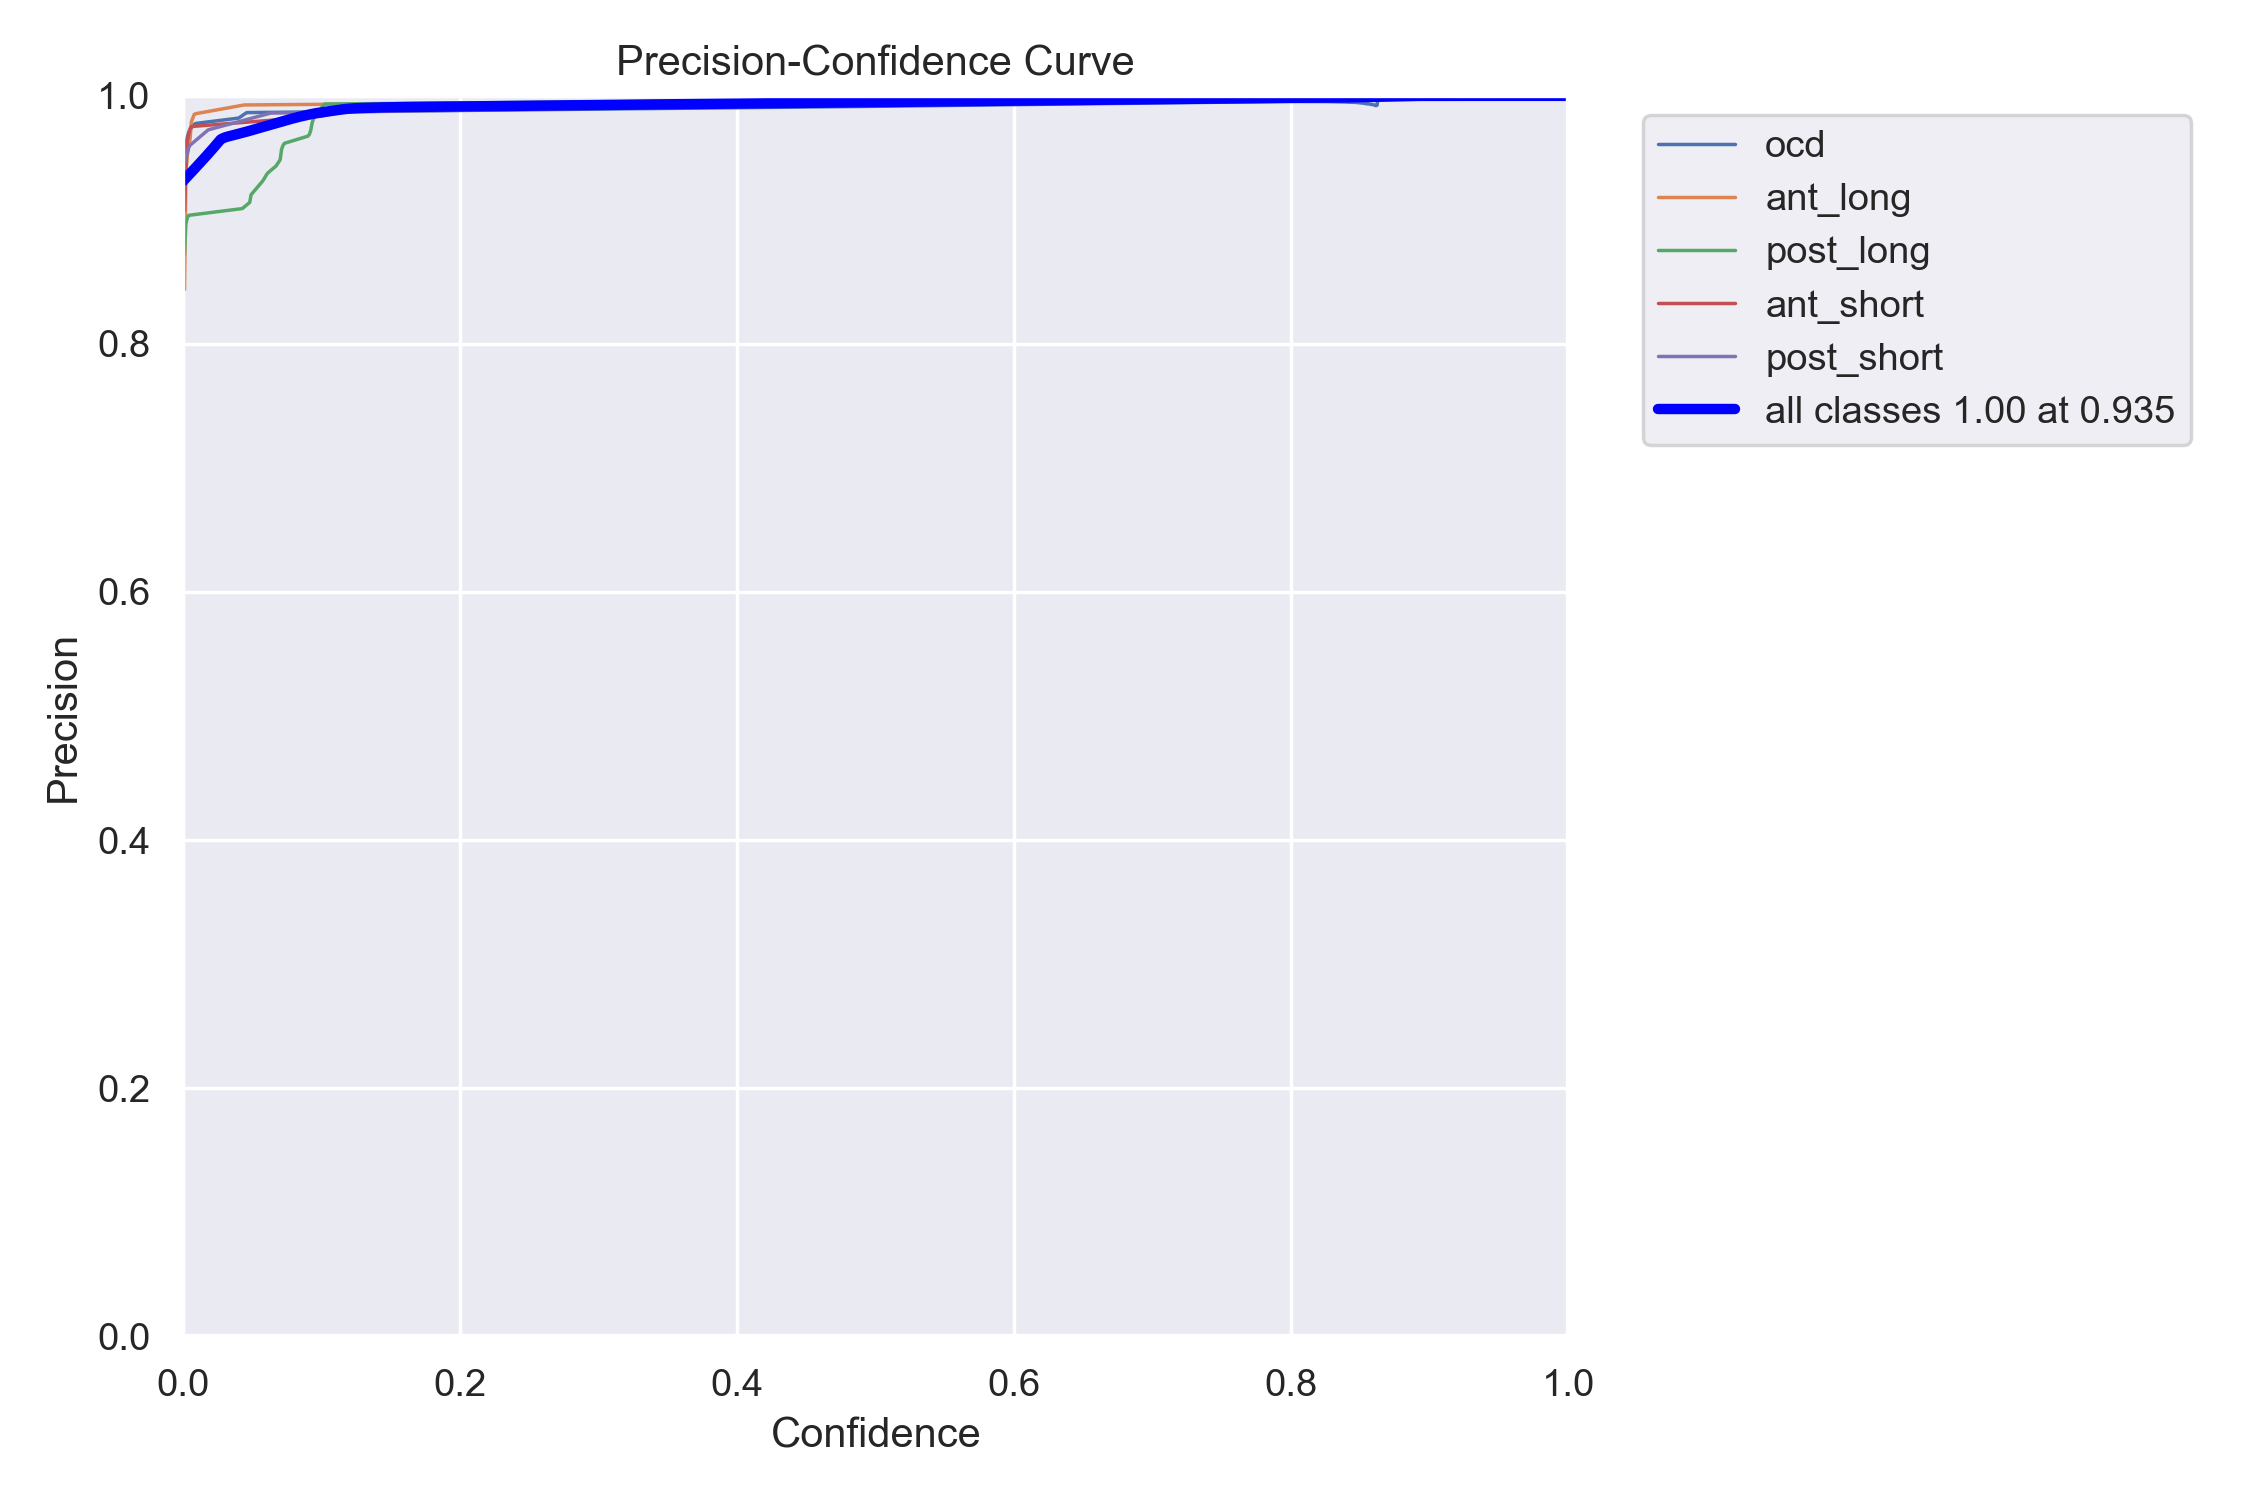 Precision-Confidence Curve
1.0
0.8
0.6
0.4
0.2
0.0
Precision
0.0 0.2 0.4 0.6 0.8 1.0
Confidence
ocd
ant_long
post_long
ant_short
post_short
all classes 1.00 at 0.935